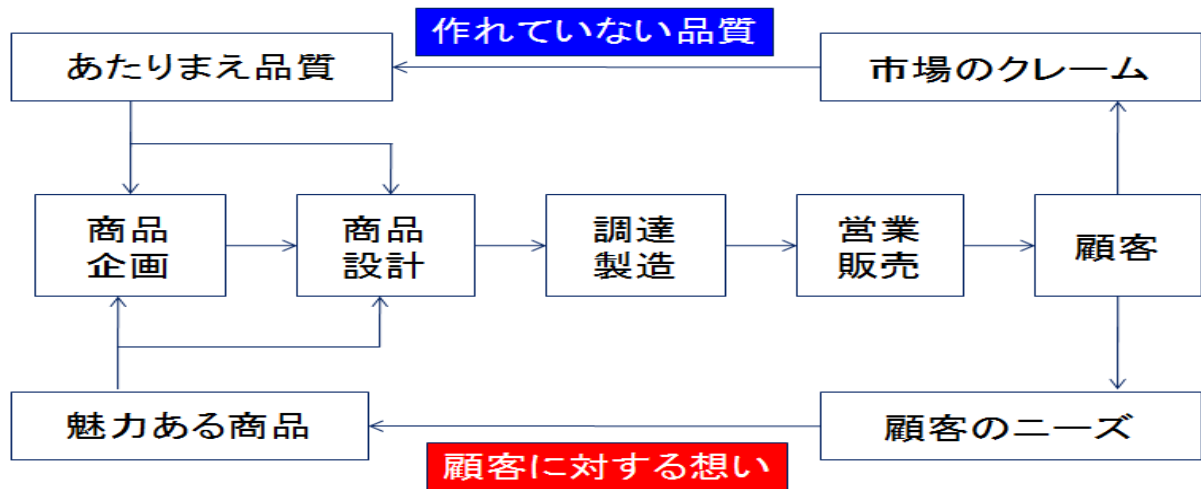 作れていない品質
あたりまえ品質
市場のクレーム
商品
企画
商品
設計
調達
製造
営業
販売
顧客
魅力ある商品
顧客のニーズ
顧客に対する想い